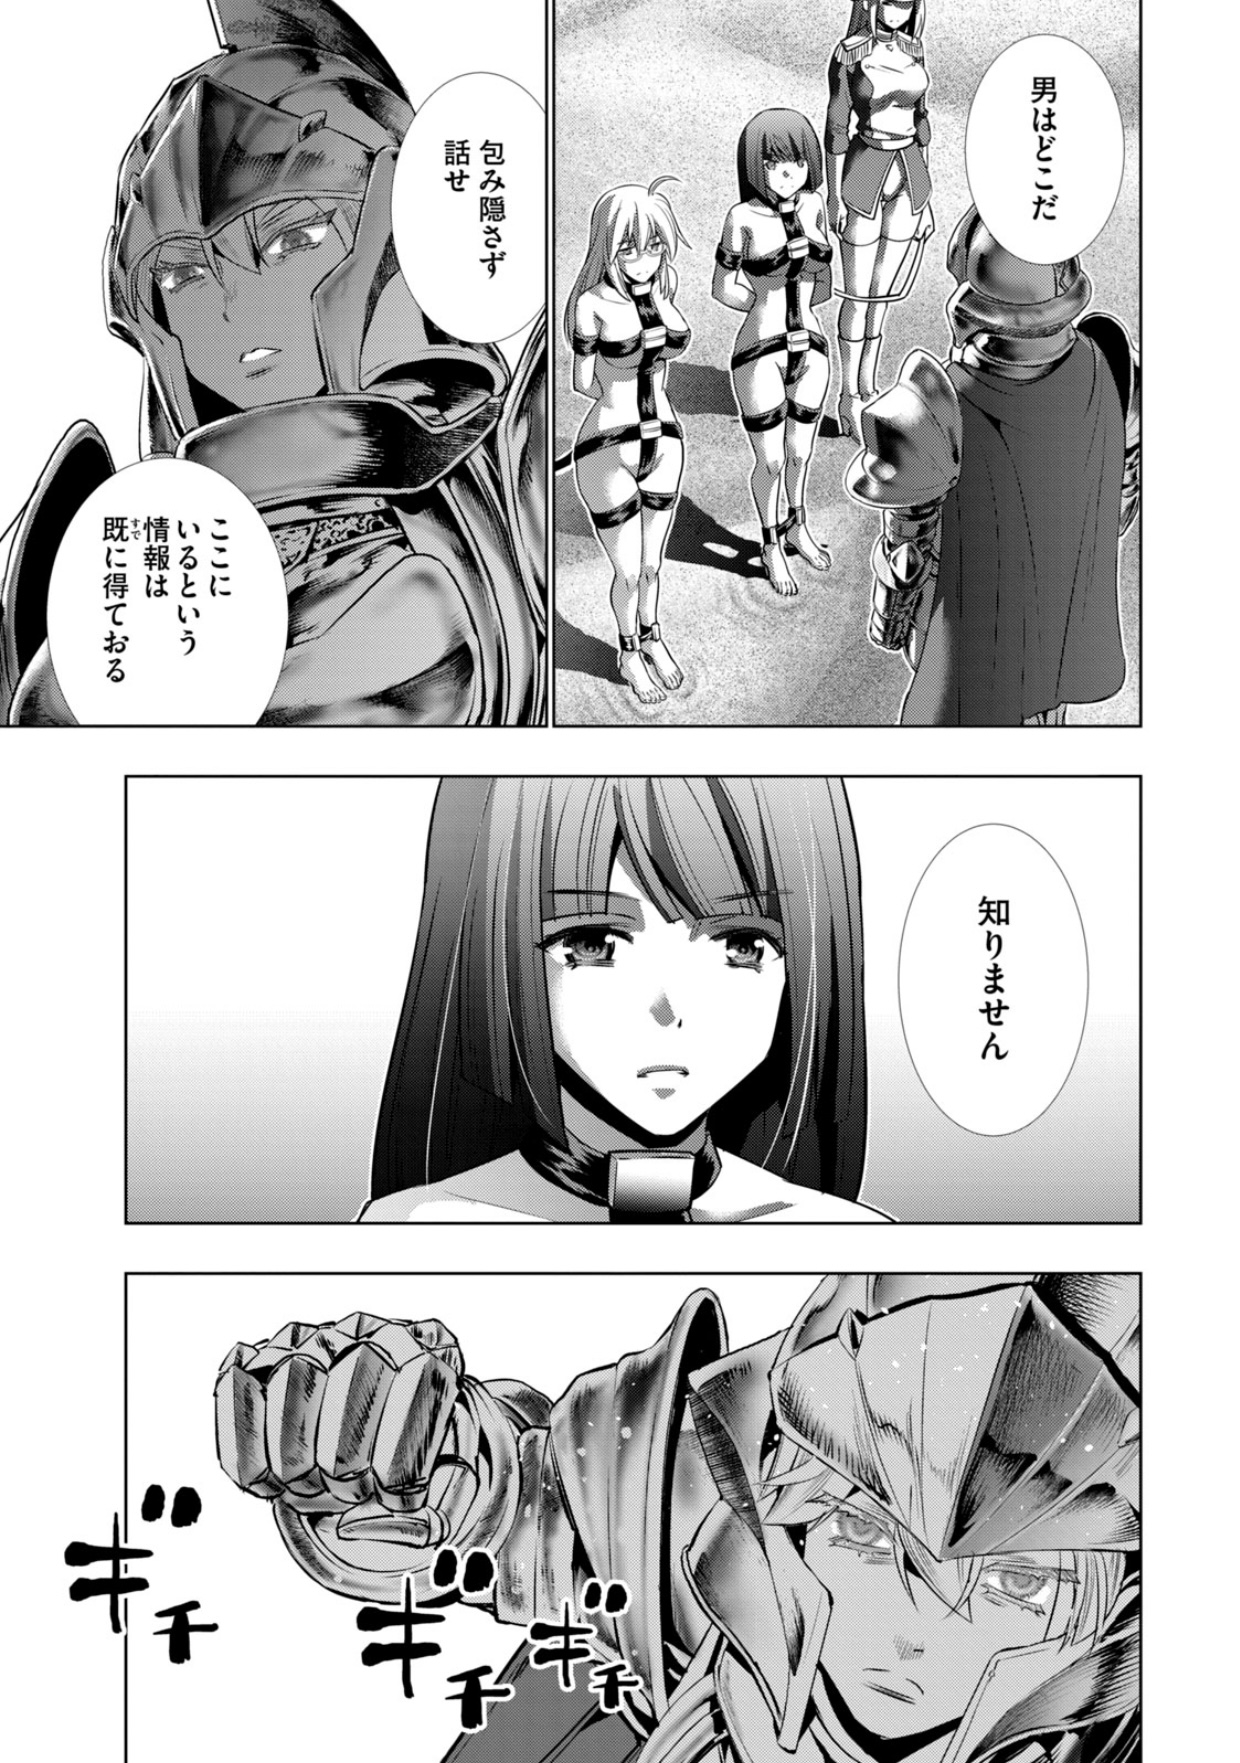 男はどこだ
包み隠さず
話せ
ここに
いるという
情報は
既に得ておる
すで
知りません
ギチ
ギチ
ギチ